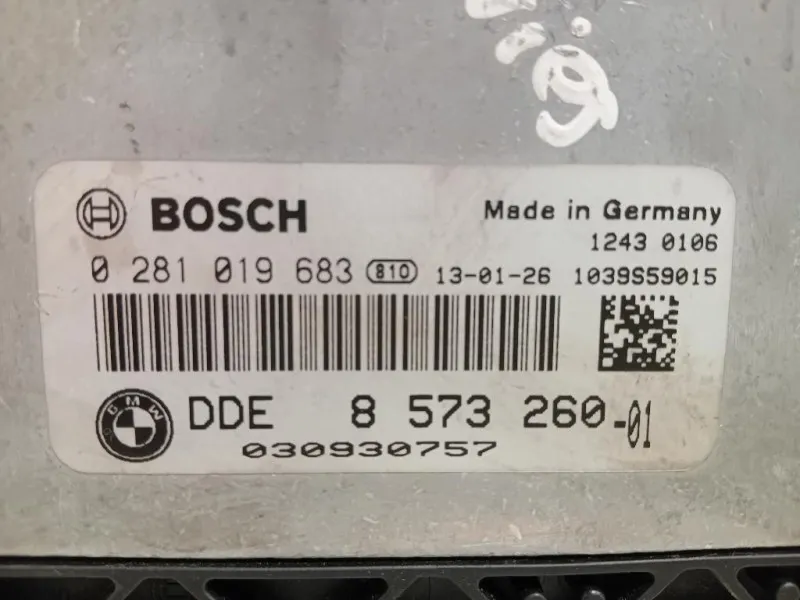 BOSCH
Made in Germany
1243 0106
0 281 019 683 810 13-01-26 1039S59015
BMW
DDE 8 573 260-01
030930757